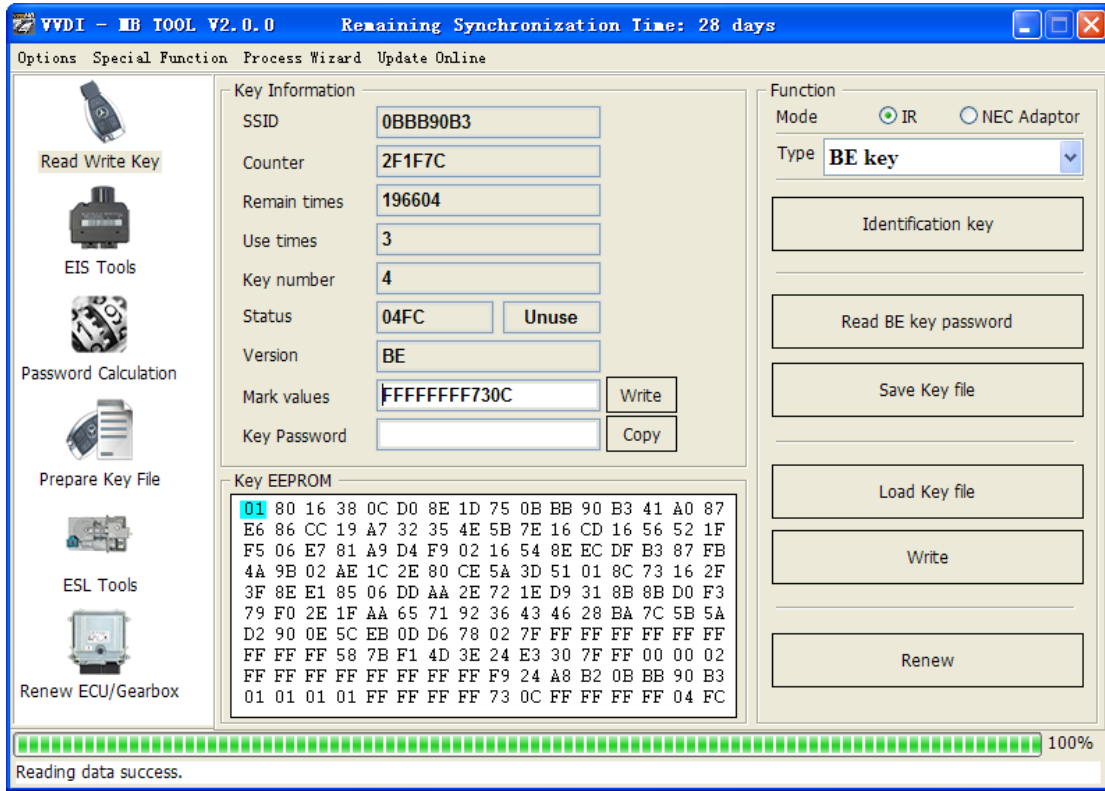 VVDI - MB TOOL V2.0.0 Remaining Synchronization Time: 28 days
Options Special Function Process Wizard Update Online
Read Write Key
EIS Tools
Password Calculation
Prepare Key File
ESL Tools
Renew ECU/Gearbox
Key Information
SSID 0BBB90B3
Counter 2F1F7C
Remain times 196604
Use times 3
Key number 4
Status 04FC Unuse
Version BE
Mark values FFFFFFFF730C Write
Key Password Copy
Key EEPROM
01 80 16 38 0C D0 8E 1D 75 0B BB 90 B3 41 A0 87
E6 86 CC 19 A7 32 35 4E 5B 7E 16 CD 16 56 52 1F
F5 06 E7 81 A9 D4 F9 02 16 54 8E EC DF B3 87 FB
4A 9B 02 AE 1C 2E 80 CE 5A 3D 51 01 8C 73 16 2F
3F 8E E1 85 06 DD AA 2E 72 1E D9 31 8B 8B D0 F3
79 F0 2E 1F AA 65 71 92 36 43 46 28 BA 7C 5B 5A
D2 90 0E 5C EB 0D D6 78 02 7F FF FF FF FF FF FF
FF FF FF 58 7B F1 4D 3E 24 E3 30 7F FF 00 00 02
FF FF FF FF FF FF FF FF F9 24 A8 B2 0B BB 90 B3
01 01 01 01 FF FF FF FF 73 0C FF FF FF FF 04 FC
Function
Mode IR NEC Adaptor
Type BE key
Identification key
Read BE key password
Save Key file
Load Key file
Write
Renew
100%
Reading data success.